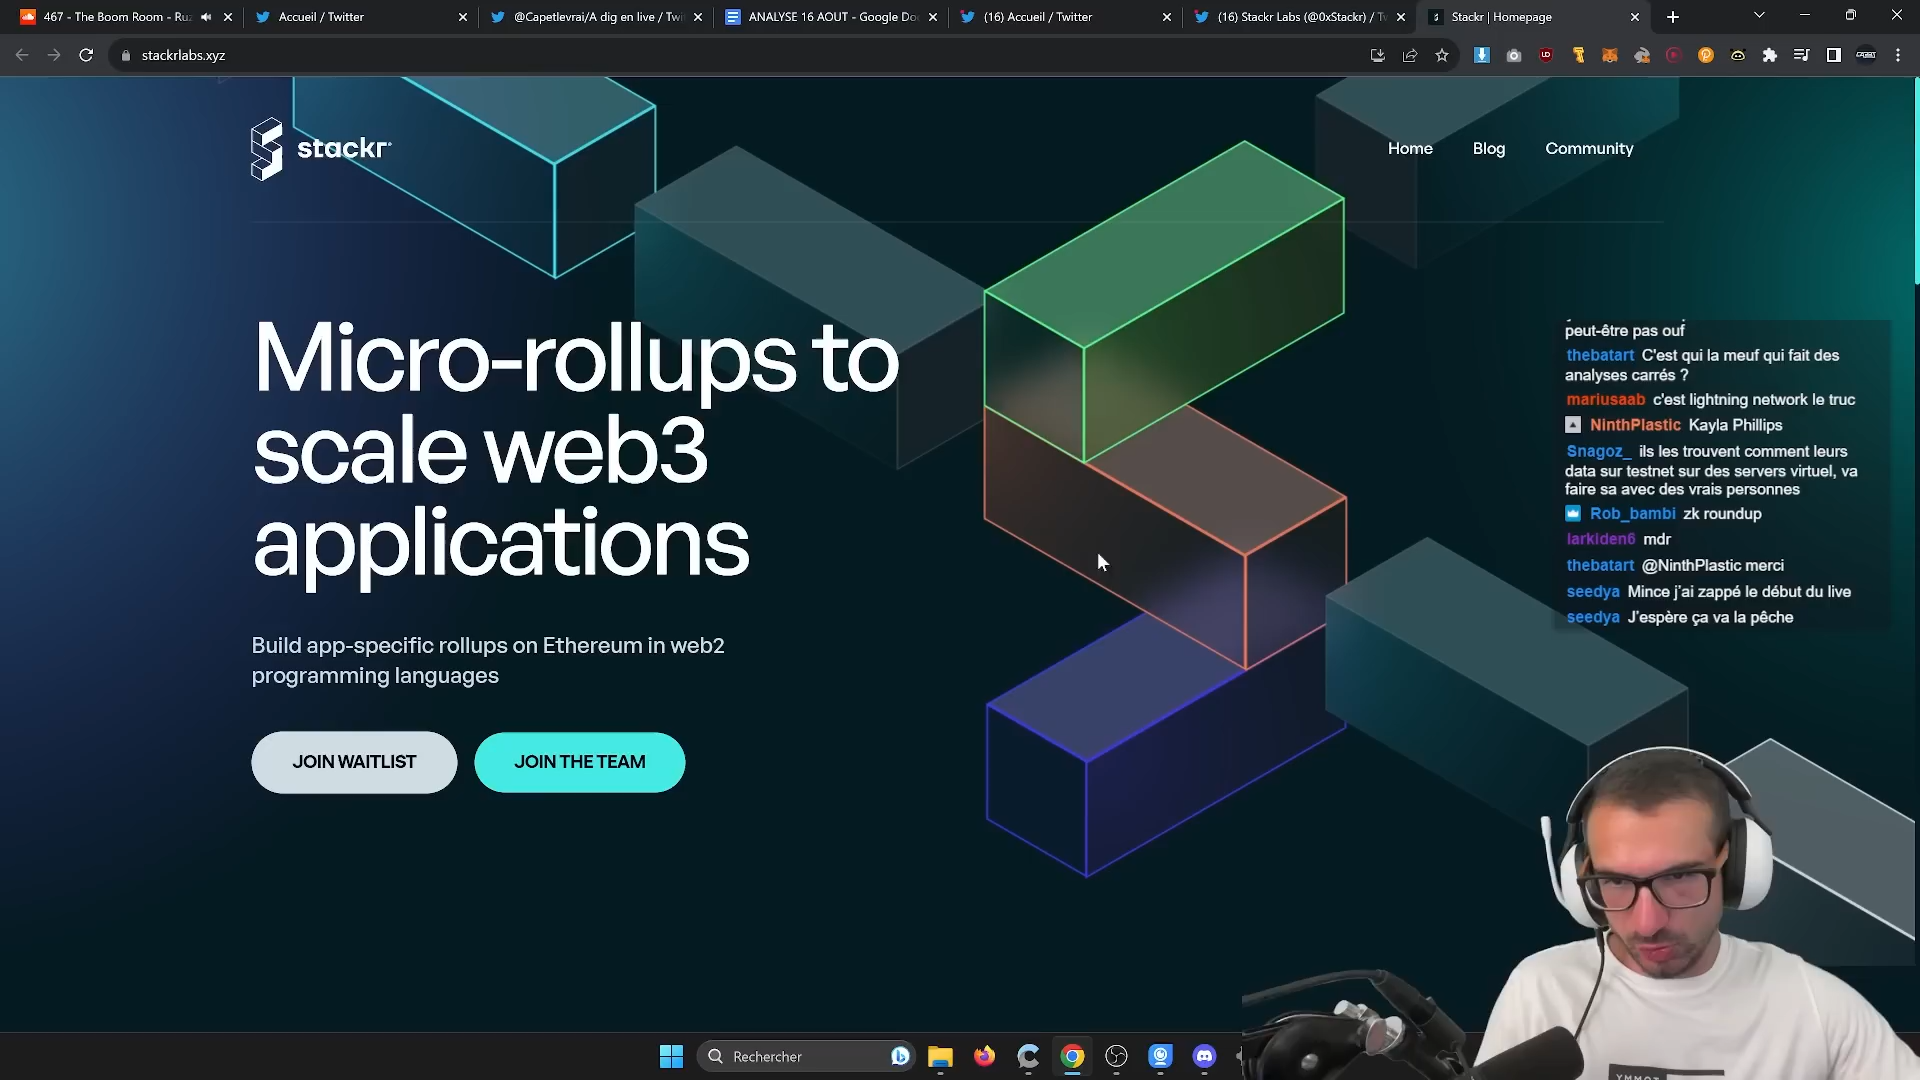 467 - The Boom Room - Ru
Accueil / Twitter
@Capetlevrai/A dig en live / Twi
ANALYSE 16 AOUT - Google Do
(16) Accueil / Twitter
(16) Stackr Labs (@0xStackr) / Tw
Stackr | Homepage
stackrlabs.xyz
stackr
Home
Blog
Community
Micro-rollups to
scale web3
applications
Build app-specific rollups on Ethereum in web2
programming languages
JOIN WAITLIST
JOIN THE TEAM
peut-être pas ouf
thebatart C'est qui la meuf qui fait des
analyses carrés ?
mariusaab c'est lightning network le truc
NinthPlastic Kayla Phillips
Snagoz_ ils les trouvent comment leurs
data sur testnet sur des servers virtuel, va
faire sa avec des vrais personnes
Rob_bambi zk roundup
larkiden6 mdr
thebatart @NinthPlastic merci
seedya Mince j'ai zappé le début du live
seedya J'espère ça va la pêche
Rechercher